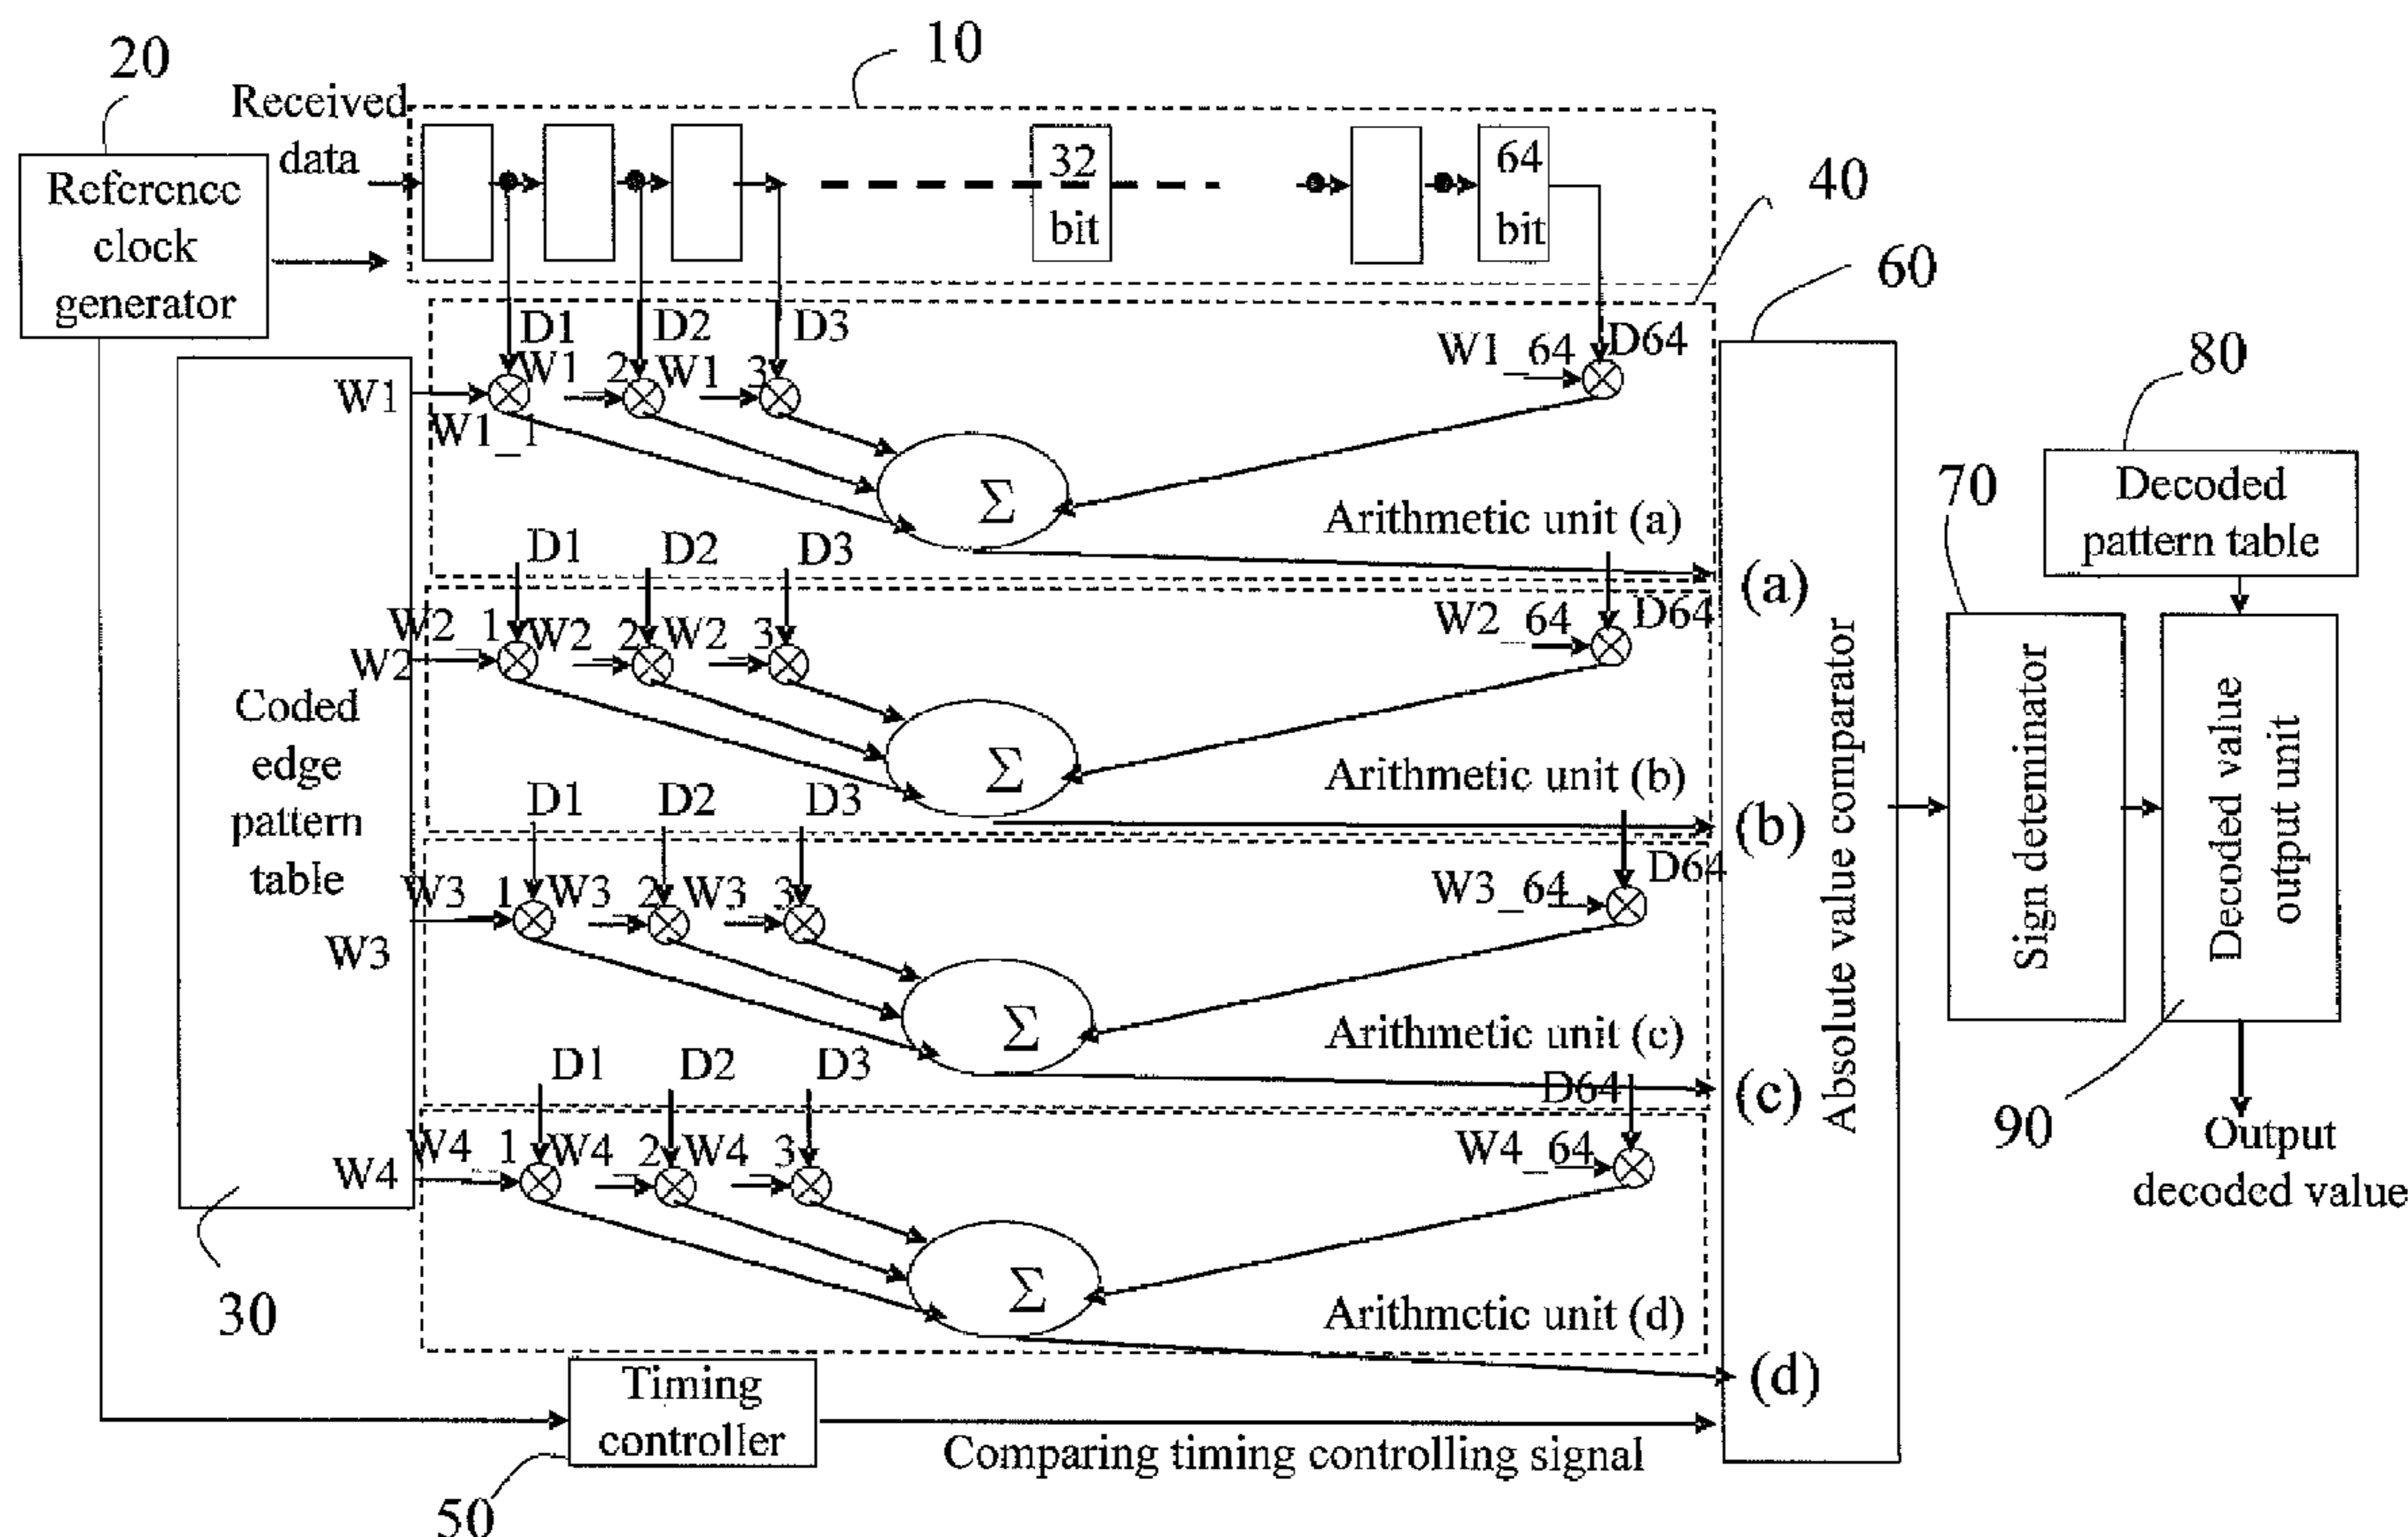 20
10
Received
data
Reference
clock
generator
32
bit
64
bit
40
60
D1
D2
D3
D64
W1
W1_1
W1_2
W1_3
W1_64
Σ
Arithmetic unit (a)
(a)
D1
D2
D3
D64
W2
W2_1
W2_2
W2_3
W2_64
Σ
Arithmetic unit (b)
(b)
Coded
edge
pattern
table
D1
D2
D3
D64
W3_1
W3_2
W3_3
W3_64
W3
Σ
Arithmetic unit (c)
(c)
D1
D2
D3
D64
W4
W4_1
W4_2
W4_3
W4_64
Σ
Arithmetic unit (d)
(d)
30
Timing
controller
50
Comparing timing controlling signal
Absolute value comparator
70
Sign determinator
80
Decoded
pattern table
Decoded value
output unit
90
Output
decoded value